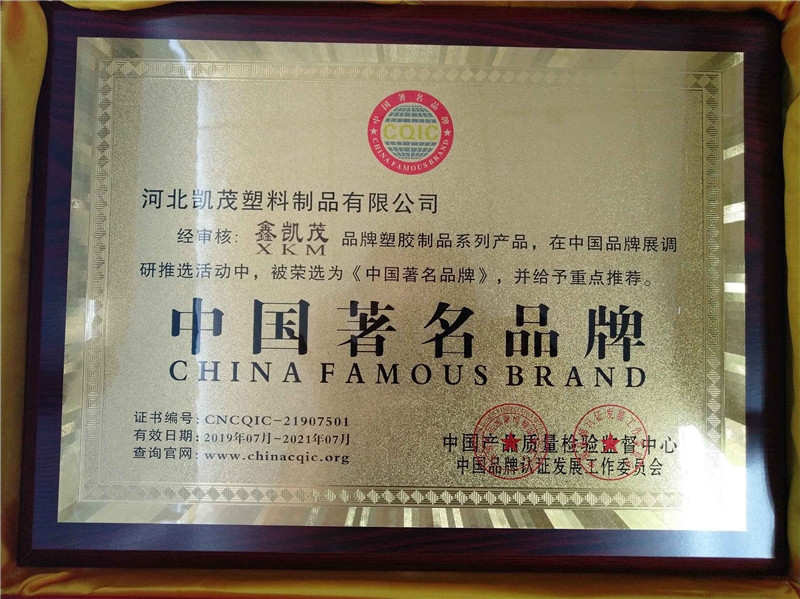 中国著名品牌
CQIC
CHINA FAMOUS BRAND
河北凯茂塑料制品有限公司
经审核：鑫凯茂 XKM 品牌塑胶制品系列产品，在中国品牌展调
研推选活动中，被荣选为《中国著名品牌》，并给予重点推荐。
中国著名品牌
CHINA FAMOUS BRAND
证书编号：CNCQIC-21907501
有效日期：2019年07月-2021年07月
查询官网：www.chinacqic.org
中国产品质量检验监督中心
中国品牌认证发展工作委员会